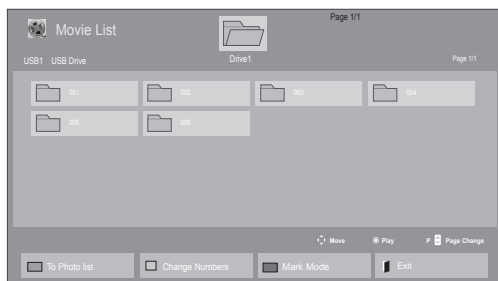 Page 1/1
Movie List
USB1 USB Drive
Drive1
Page 1/1
001 002 003 004
005 006
Move Play P Page Change
To Photo list Change Numbers Mark Mode Exit